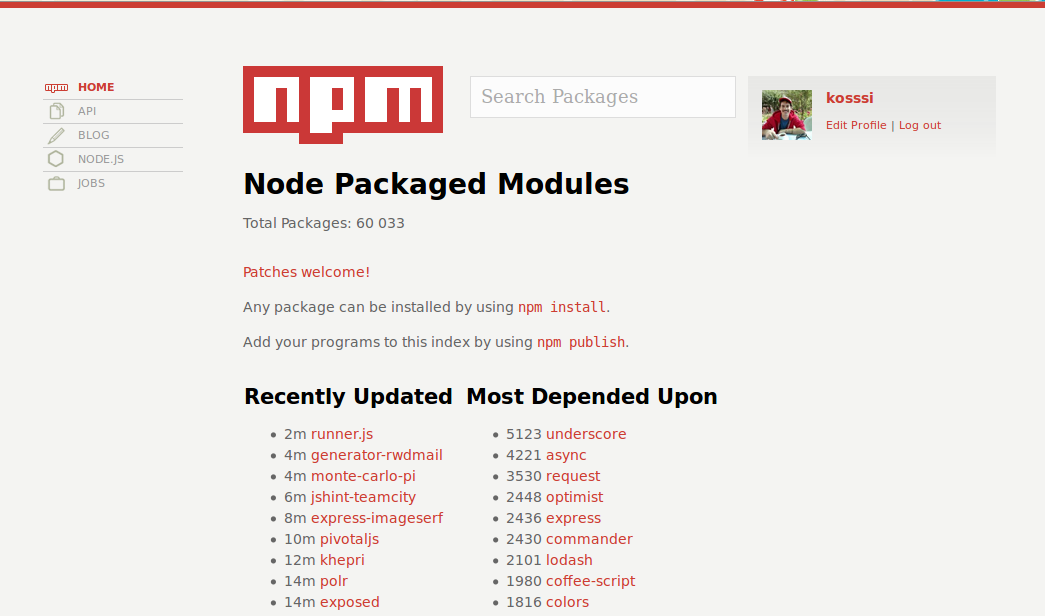 HOME
API
BLOG
NODE.JS
JOBS
npm
Search Packages
kosssi
Edit Profile | Log out
Node Packaged Modules
Total Packages: 60 033
Patches welcome!
Any package can be installed by using npm install.
Add your programs to this index by using npm publish.
Recently Updated
2m runner.js
4m generator-rwdmail
4m monte-carlo-pi
6m jshint-teamcity
8m express-imageserf
10m pivotaljs
12m khepri
14m polr
14m exposed
Most Depended Upon
5123 underscore
4221 async
3530 request
2448 optimist
2436 express
2430 commander
2101 lodash
1980 coffee-script
1816 colors